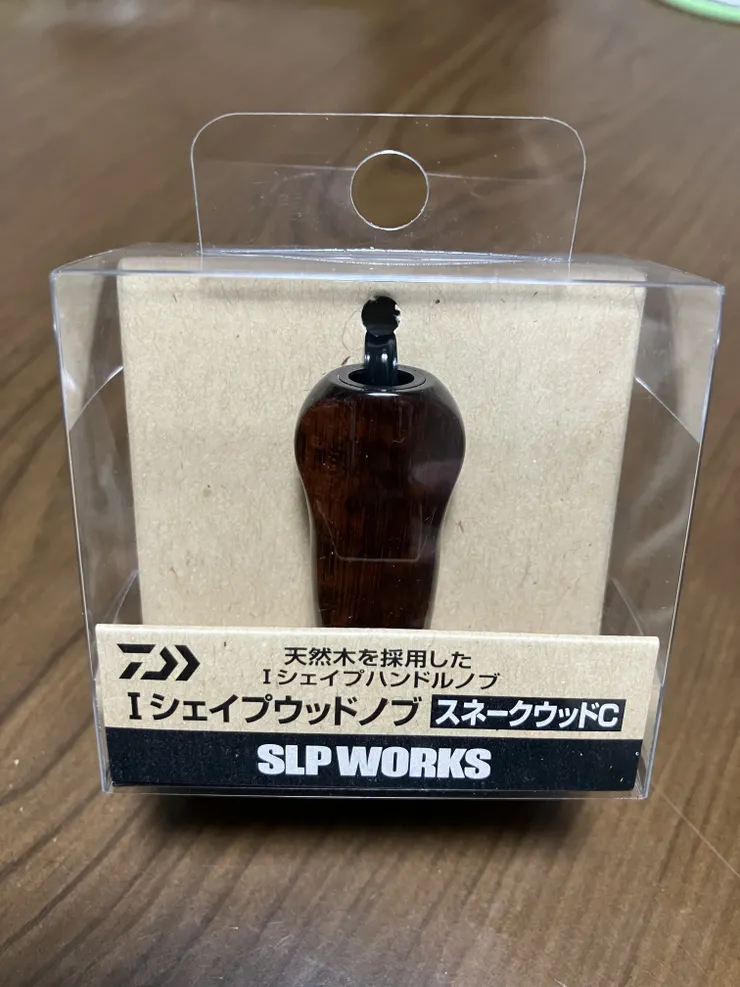 天然木を採用した
Iシェイプハンドルノブ
Iシェイプウッドノブ スネークウッドC
SLP WORKS